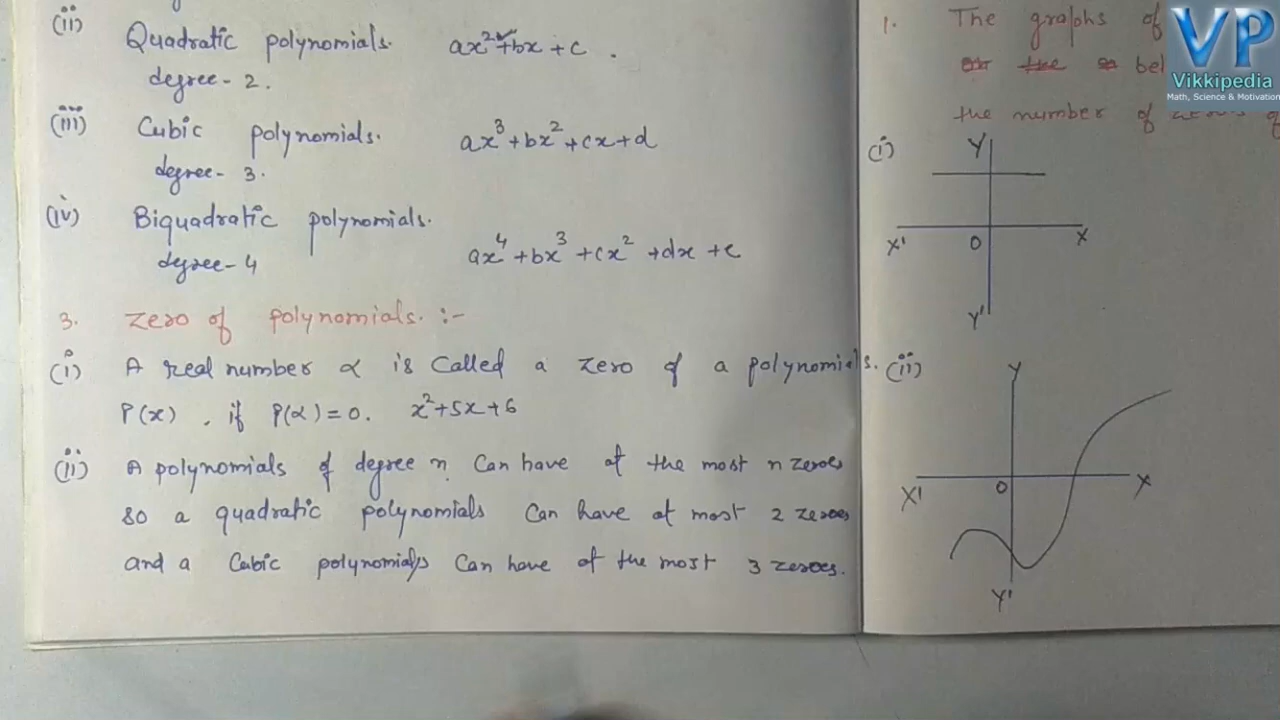 (ii) Quadratic polynomials. ax²+bx+c .
degree - 2.
(iii) Cubic polynomials. ax³+bx²+cx+d
degree - 3.
(iv) Biquadratic polynomials.
degree - 4 ax⁴+bx³+cx²+dx+e
3. Zero of polynomials. :-
(i) A real number α is called a zero of a polynomials.
P(x) , if P(α)=0. x²+5x+6
(ii) A polynomials of degree n. Can have at the most n zeroes
so a quadratic polynomials can have at most 2 zeroes
and a Cubic polynomials can have at the most 3 zeroes.
1. The graphs of
bel
the number of zeroes of
(i) Y
X' O X
Y'
(ii) Y
X' O X
Y'
VP
Vikkipedia
Math, Science & Motivation